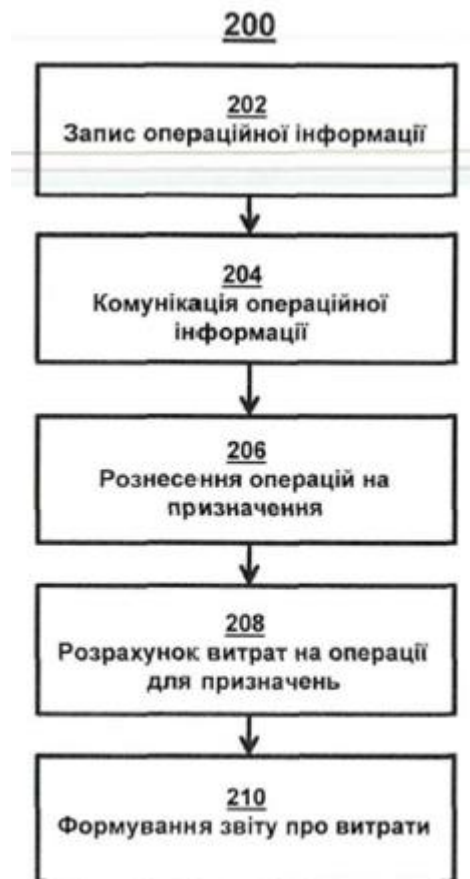 200
202
Запис операційної інформації
204
Комунікація операційної
інформації
206
Рознесення операцій на
призначення
208
Розрахунок витрат на операції
для призначень
210
Формування звіту про витрати